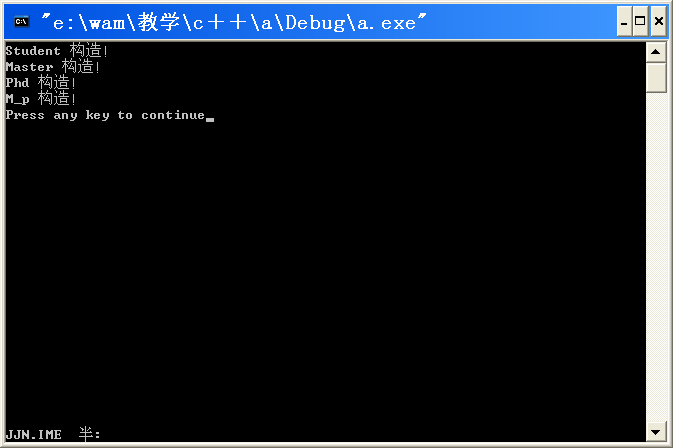 "e:\wam\教学\c＋＋\a\Debug\a.exe"
Student 构造!
Master 构造!
Phd 构造!
M_p 构造!
Press any key to continue
JJN.IME 半: